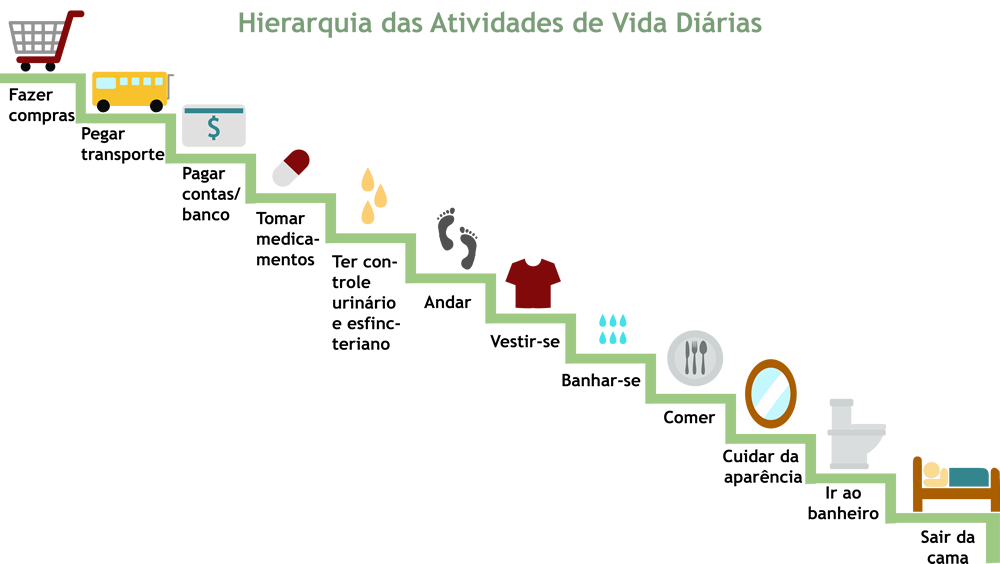 Hierarquia das Atividades de Vida Diárias
Fazer
compras
Pegar
transporte
$
Pagar
contas/
banco
Tomar
medica-
mentos
Ter con-
trole
urinário
e esfinc-
teriano
Andar
Vestir-se
Banhar-se
Comer
Cuidar da
aparência
Ir ao
banheiro
Sair da
cama